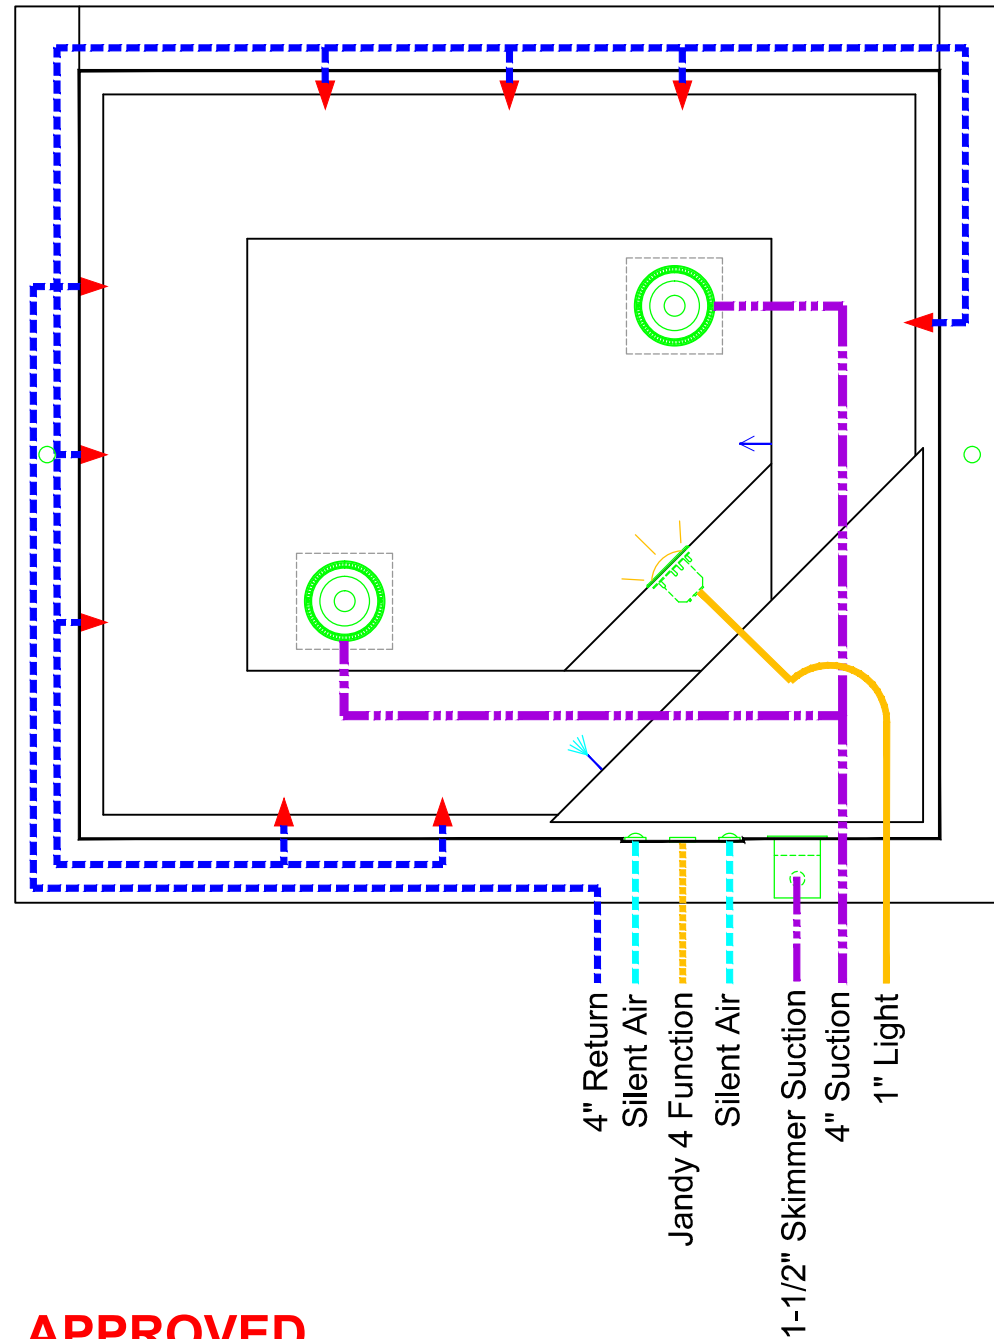 4" Return
Silent Air
Jandy 4 Function
Silent Air
1-1/2" Skimmer Suction
4" Suction
1" Light
APPROVED